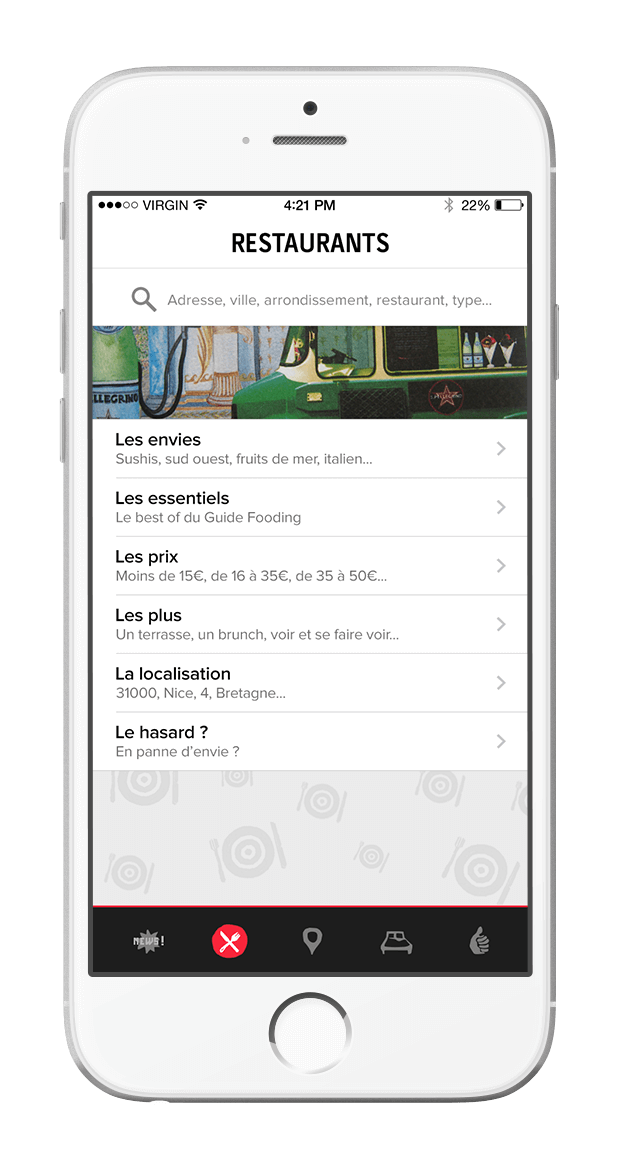 VIRGIN 4:21 PM 22%
RESTAURANTS
Adresse, ville, arrondissement, restaurant, type...
LLEGRINO
Les envies
Sushis, sud ouest, fruits de mer, italien...
Les essentiels
Le best of du Guide Fooding
Les prix
Moins de 15€, de 16 à 35€, de 35 à 50€...
Les plus
Un terrasse, un brunch, voir et se faire voir...
La localisation
31000, Nice, 4, Bretagne...
Le hasard ?
En panne d'envie ?
NEWS!